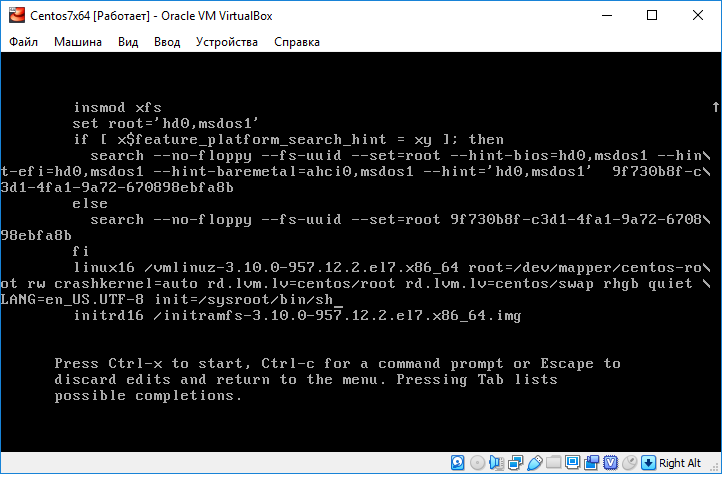 Centos7x64 [Работает] - Oracle VM VirtualBox
Файл Машина Вид Ввод Устройства Справка
insmod xfs ↑
set root='hd0,msdos1'
if [ x$feature_platform_search_hint = xy ]; then
search --no-floppy --fs-uuid --set=root --hint-bios=hd0,msdos1 --hin\
t-efi=hd0,msdos1 --hint-baremetal=ahci0,msdos1 --hint='hd0,msdos1'  9f730b8f-c\
3d1-4fa1-9a72-670898ebfa8b
else
search --no-floppy --fs-uuid --set=root 9f730b8f-c3d1-4fa1-9a72-6708\
98ebfa8b
fi
linux16 /vmlinuz-3.10.0-957.12.2.el7.x86_64 root=/dev/mapper/centos-ro\
ot rw crashkernel=auto rd.lvm.lv=centos/root rd.lvm.lv=centos/swap rhgb quiet \
LANG=en_US.UTF-8 init=/sysroot/bin/sh_
initrd16 /initramfs-3.10.0-957.12.2.el7.x86_64.img
Press Ctrl-x to start, Ctrl-c for a command prompt or Escape to
discard edits and return to the menu. Pressing Tab lists
possible completions.
Right Alt